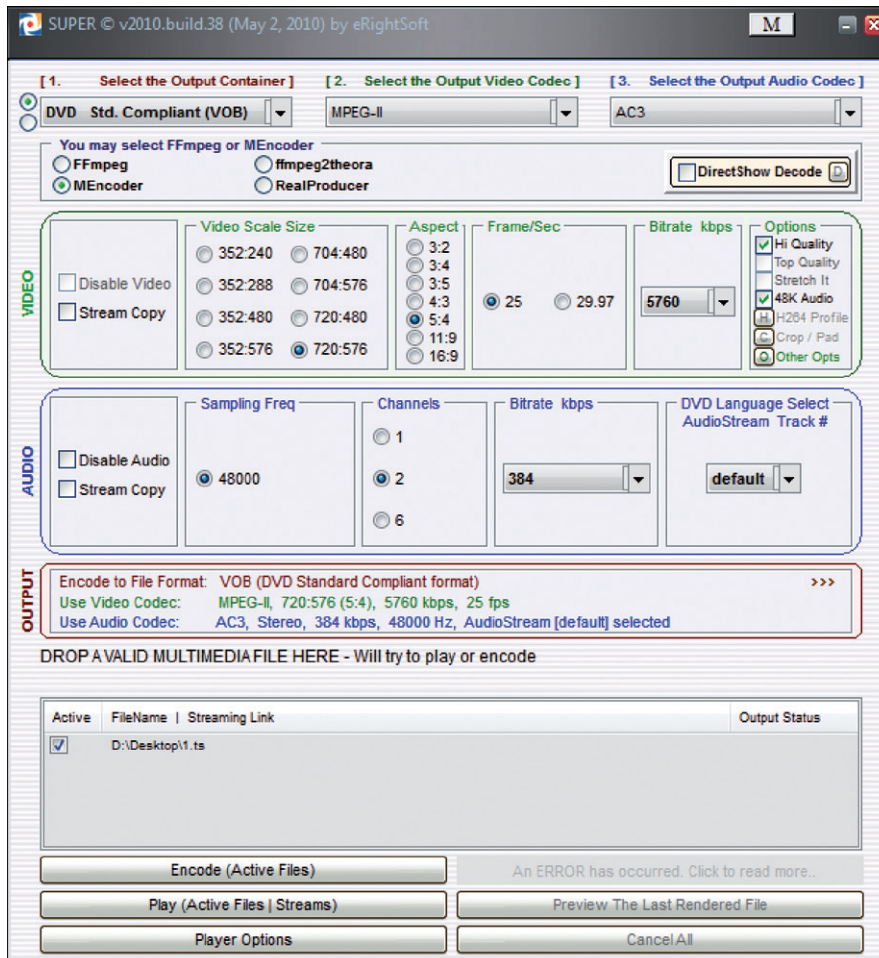 SUPER © v2010.build.38 (May 2, 2010) by eRightSoft M
[ 1. Select the Output Container ] [ 2. Select the Output Video Codec ] [ 3. Select the Output Audio Codec ]
DVD Std. Compliant (VOB) MPEG-II AC3
You may select FFmpeg or MEncoder
FFmpeg ffmpeg2theora
MEncoder RealProducer
DirectShow Decode D
VIDEO
Disable Video
Stream Copy
Video Scale Size
352:240 704:480
352:288 704:576
352:480 720:480
352:576 720:576
Aspect
3:2
3:4
3:5
4:3
5:4
11:9
16:9
Frame/Sec
25 29.97
Bitrate kbps
5760
Options
Hi Quality
Top Quality
Stretch It
48K Audio
H H264 Profile
C Crop / Pad
O Other Opts
AUDIO
Disable Audio
Stream Copy
Sampling Freq
48000
Channels
1
2
6
Bitrate kbps
384
DVD Language Select
AudioStream Track #
default
OUTPUT
Encode to File Format: VOB (DVD Standard Compliant format) >>>
Use Video Codec: MPEG-II, 720:576 (5:4), 5760 kbps, 25 fps
Use Audio Codec: AC3, Stereo, 384 kbps, 48000 Hz, AudioStream [default] selected
DROP A VALID MULTIMEDIA FILE HERE - Will try to play or encode
Active FileName | Streaming Link Output Status
D:\Desktop\1.ts
Encode (Active Files) An ERROR has occurred. Click to read more..
Play (Active Files | Streams) Preview The Last Rendered File
Player Options Cancel All